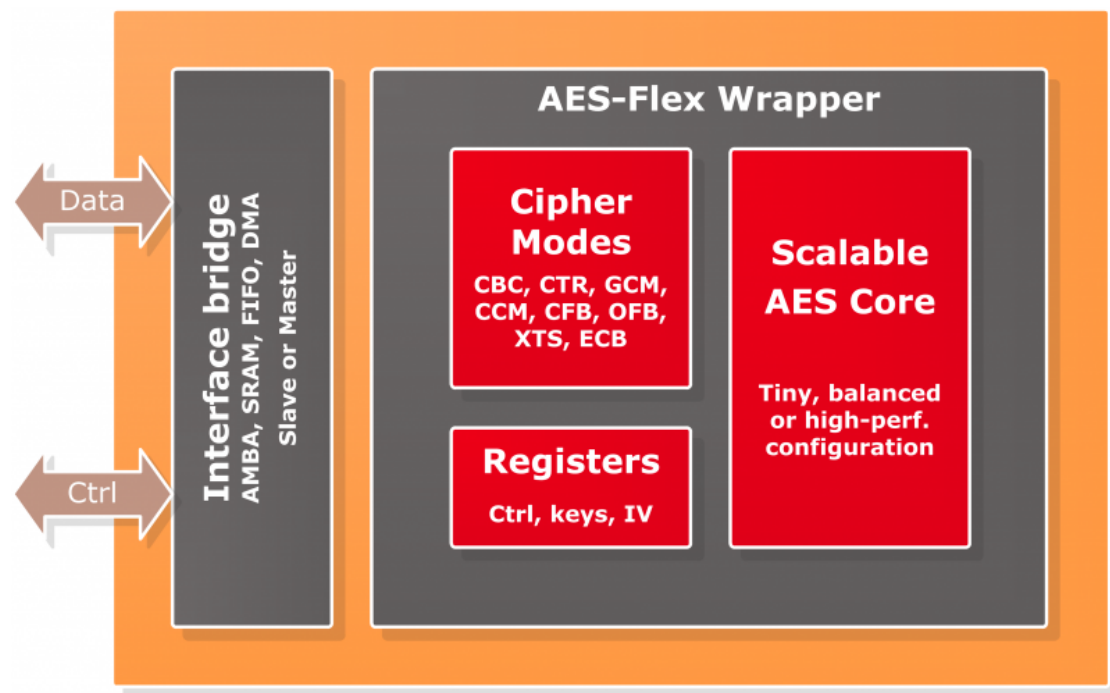 Data
Ctrl
Interface bridge
AMBA, SRAM, FIFO, DMA
Slave or Master
AES-Flex Wrapper
Cipher
Modes
CBC, CTR, GCM,
CCM, CFB, OFB,
XTS, ECB
Registers
Ctrl, keys, IV
Scalable
AES Core
Tiny, balanced
or high-perf.
configuration